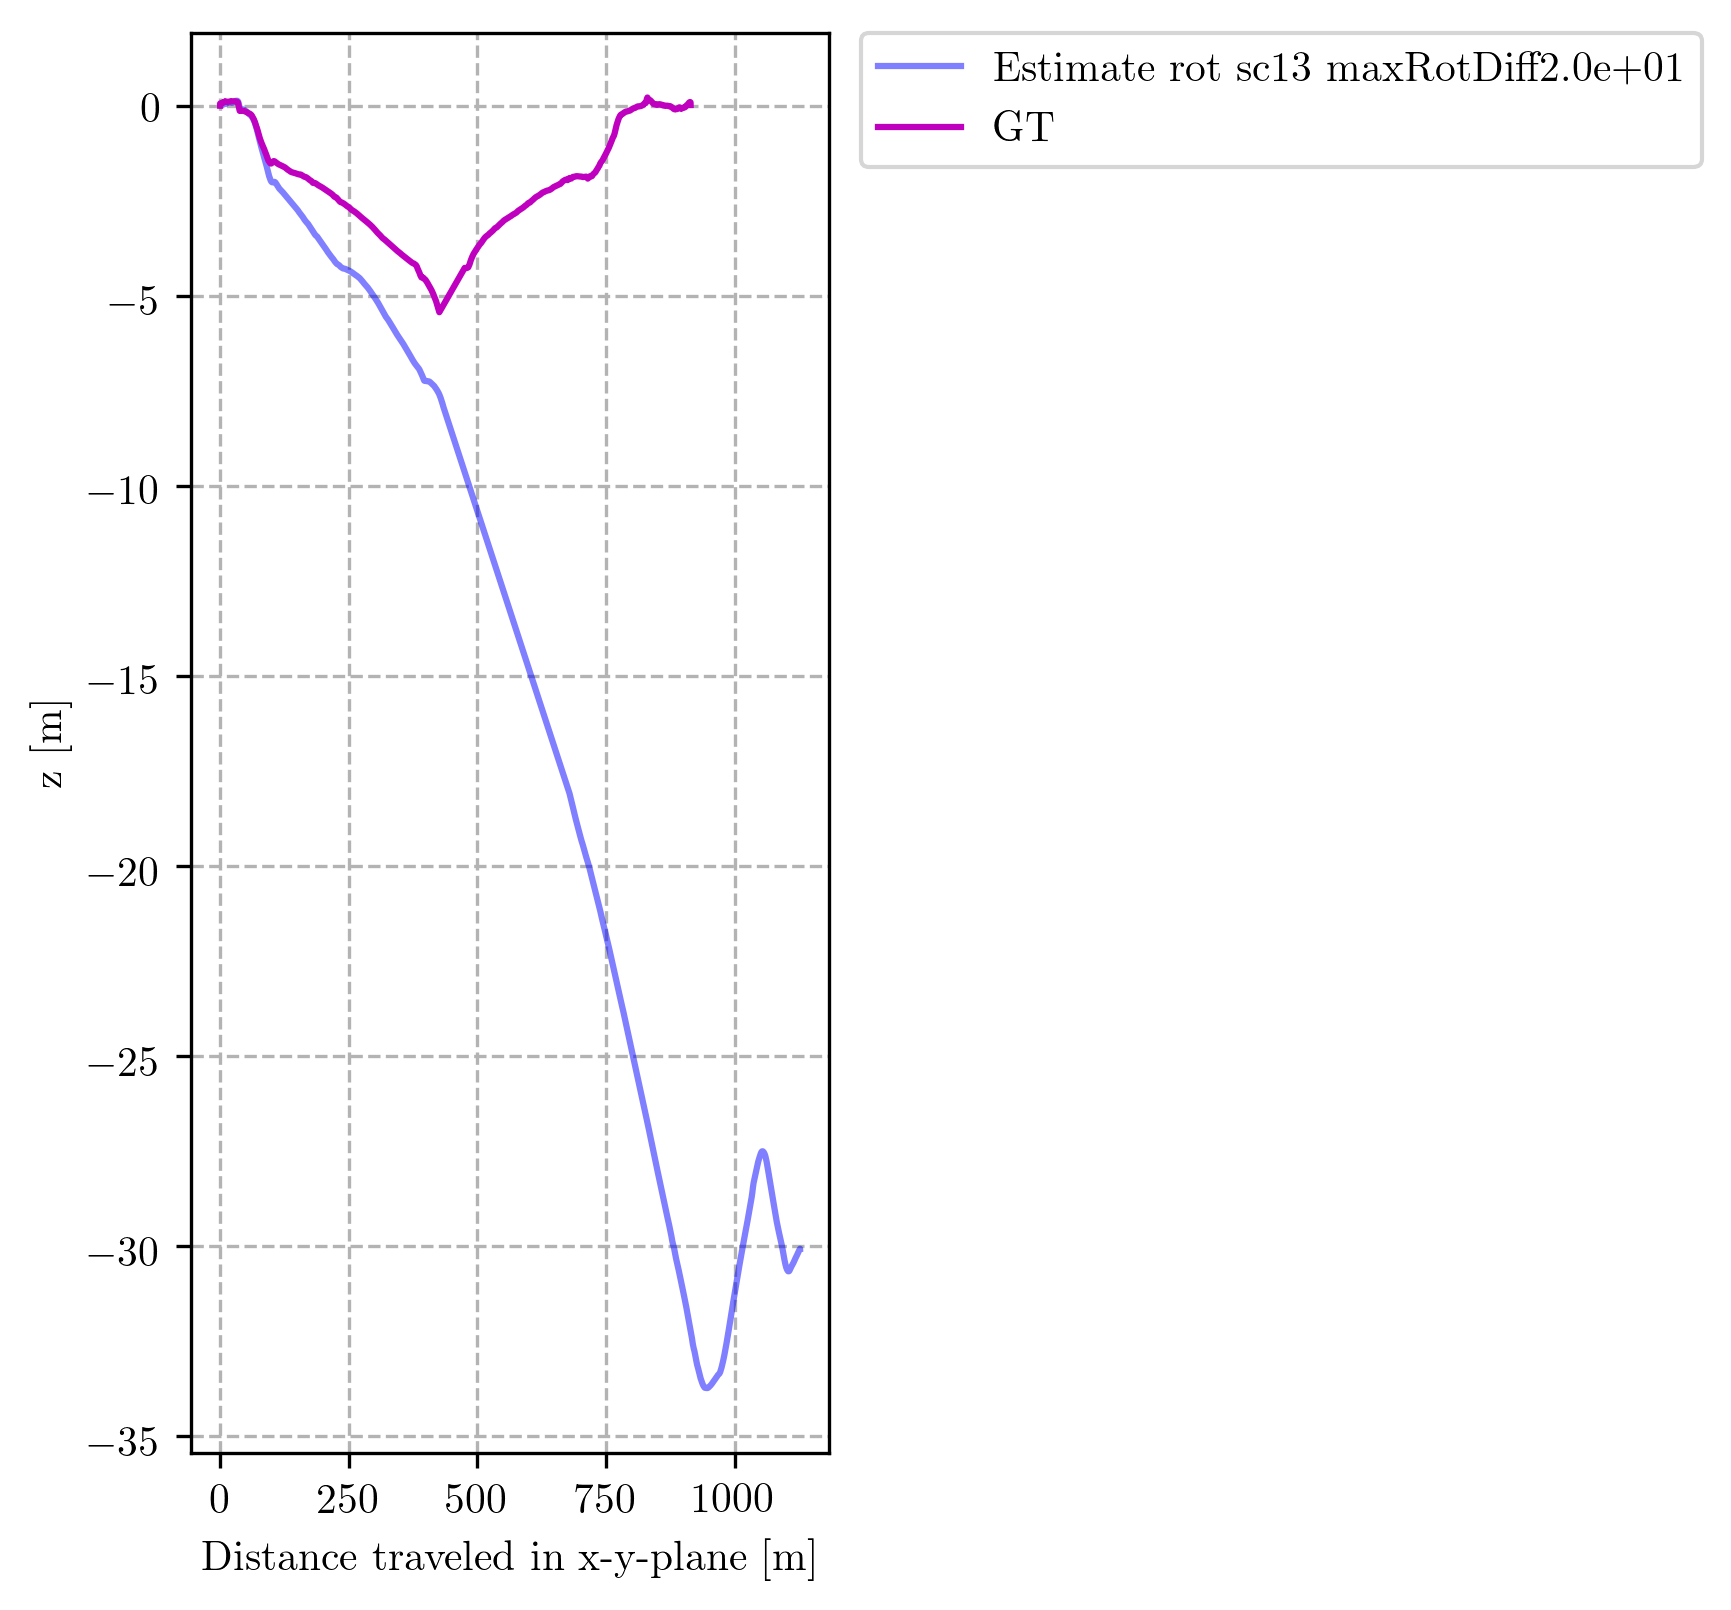 Estimate rot sc13 maxRotDiff2.0e+01
GT
0
−5
−10
−15
−20
−25
−30
−35
z [m]
0 250 500 750 1000
Distance traveled in x-y-plane [m]